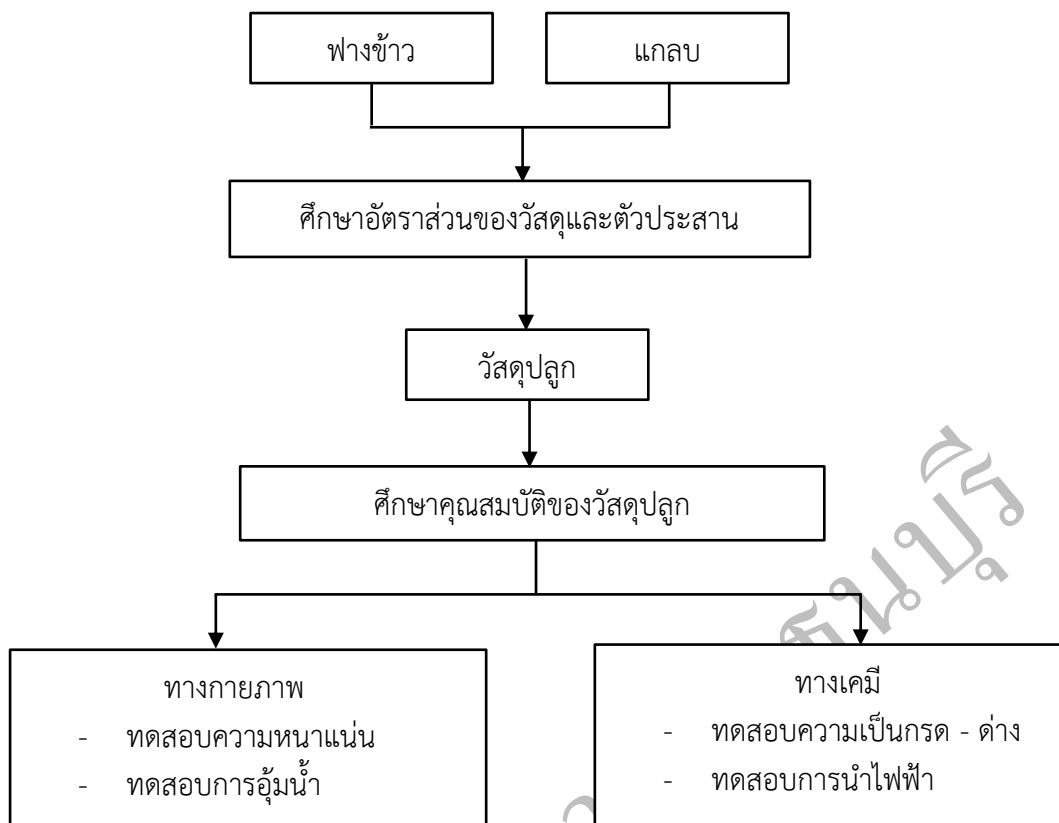 ฟางข้าว
แกลบ
ศึกษาอัตราส่วนของวัสดุและตัวประสาน
วัสดุปลูก
ศึกษาคุณสมบัติของวัสดุปลูก
ทางกายภาพ
- ทดสอบความหนาแน่น
- ทดสอบการอุ้มน้ำ
ทางเคมี
- ทดสอบความเป็นกรด - ด่าง
- ทดสอบการนำไฟฟ้า
ธนบุรี